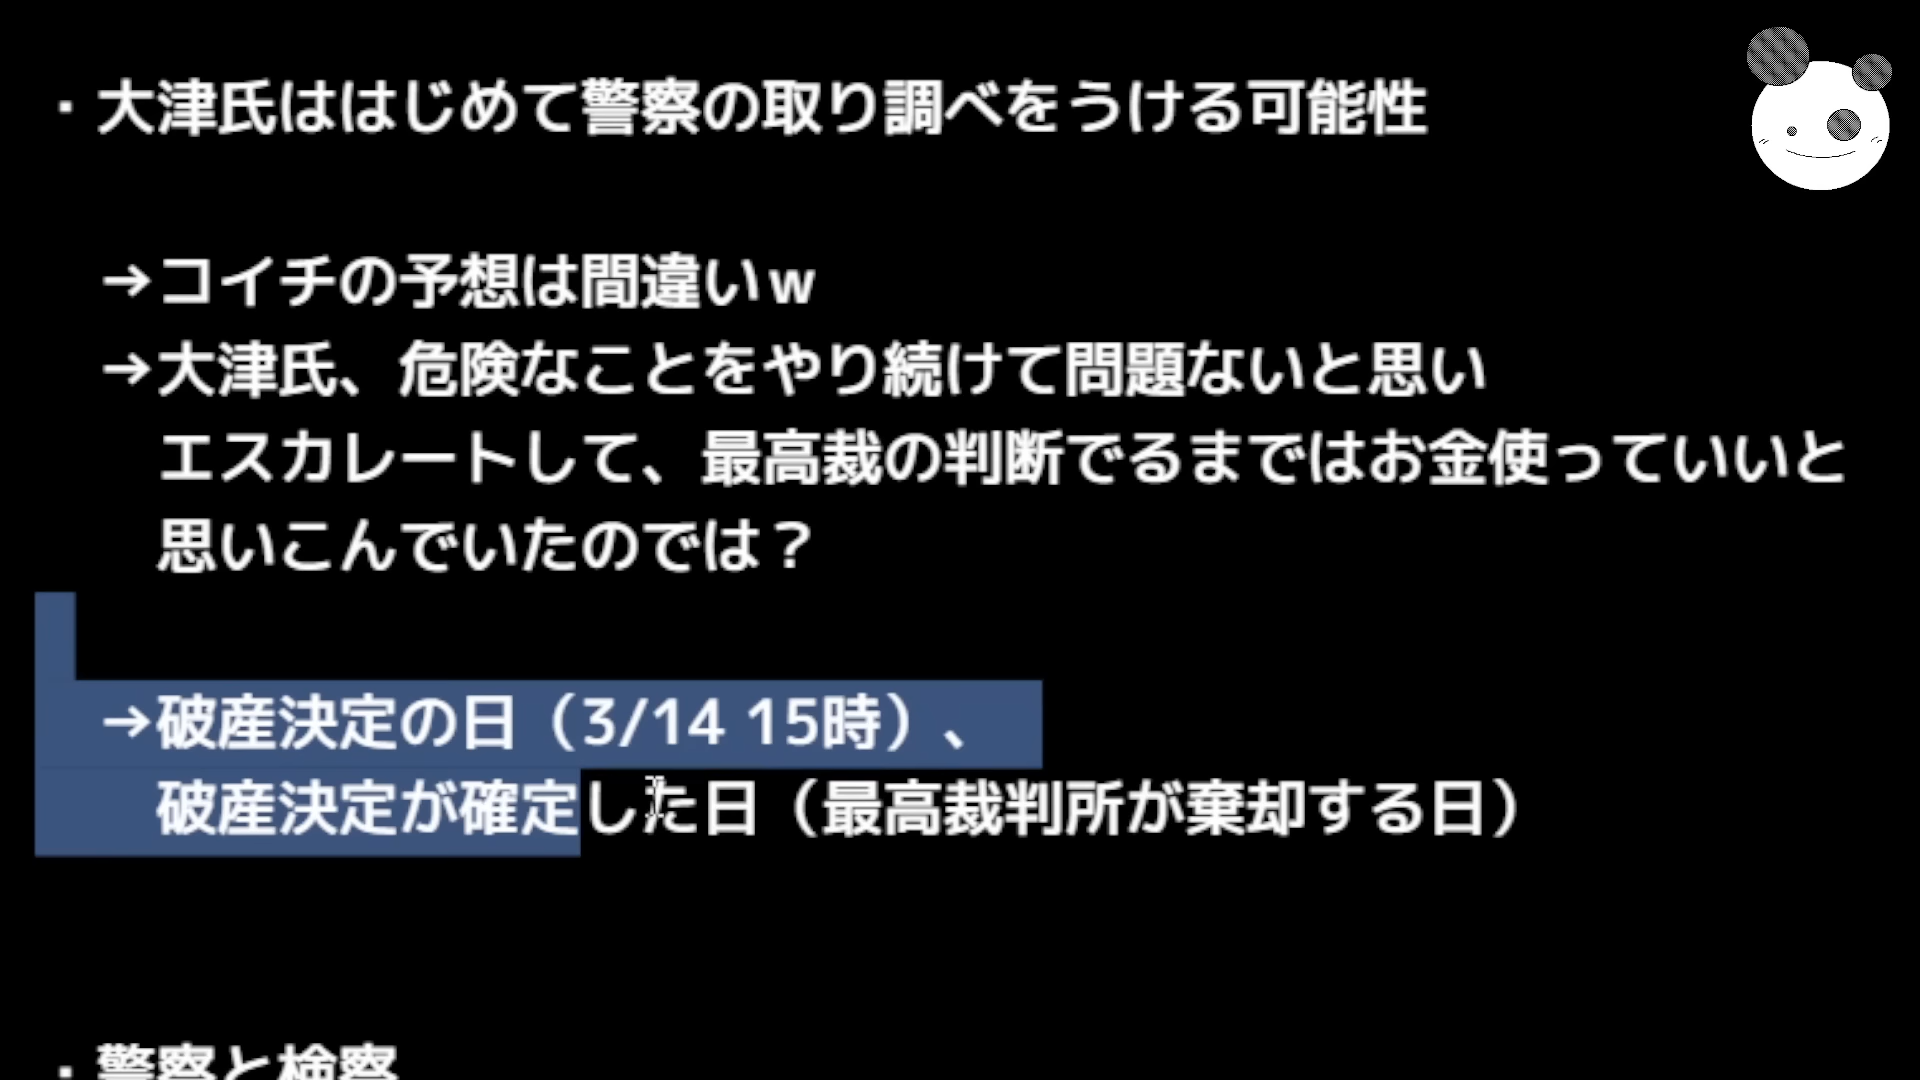 ・大津氏ははじめて警察の取り調べをうける可能性
→コイチの予想は間違いｗ
→大津氏、危険なことをやり続けて問題ないと思い
エスカレートして、最高裁の判断でるまではお金使っていいと
思いこんでいたのでは？
→破産決定の日（3/14 15時）、
破産決定が確定した日（最高裁判所が棄却する日）
・警察と検察